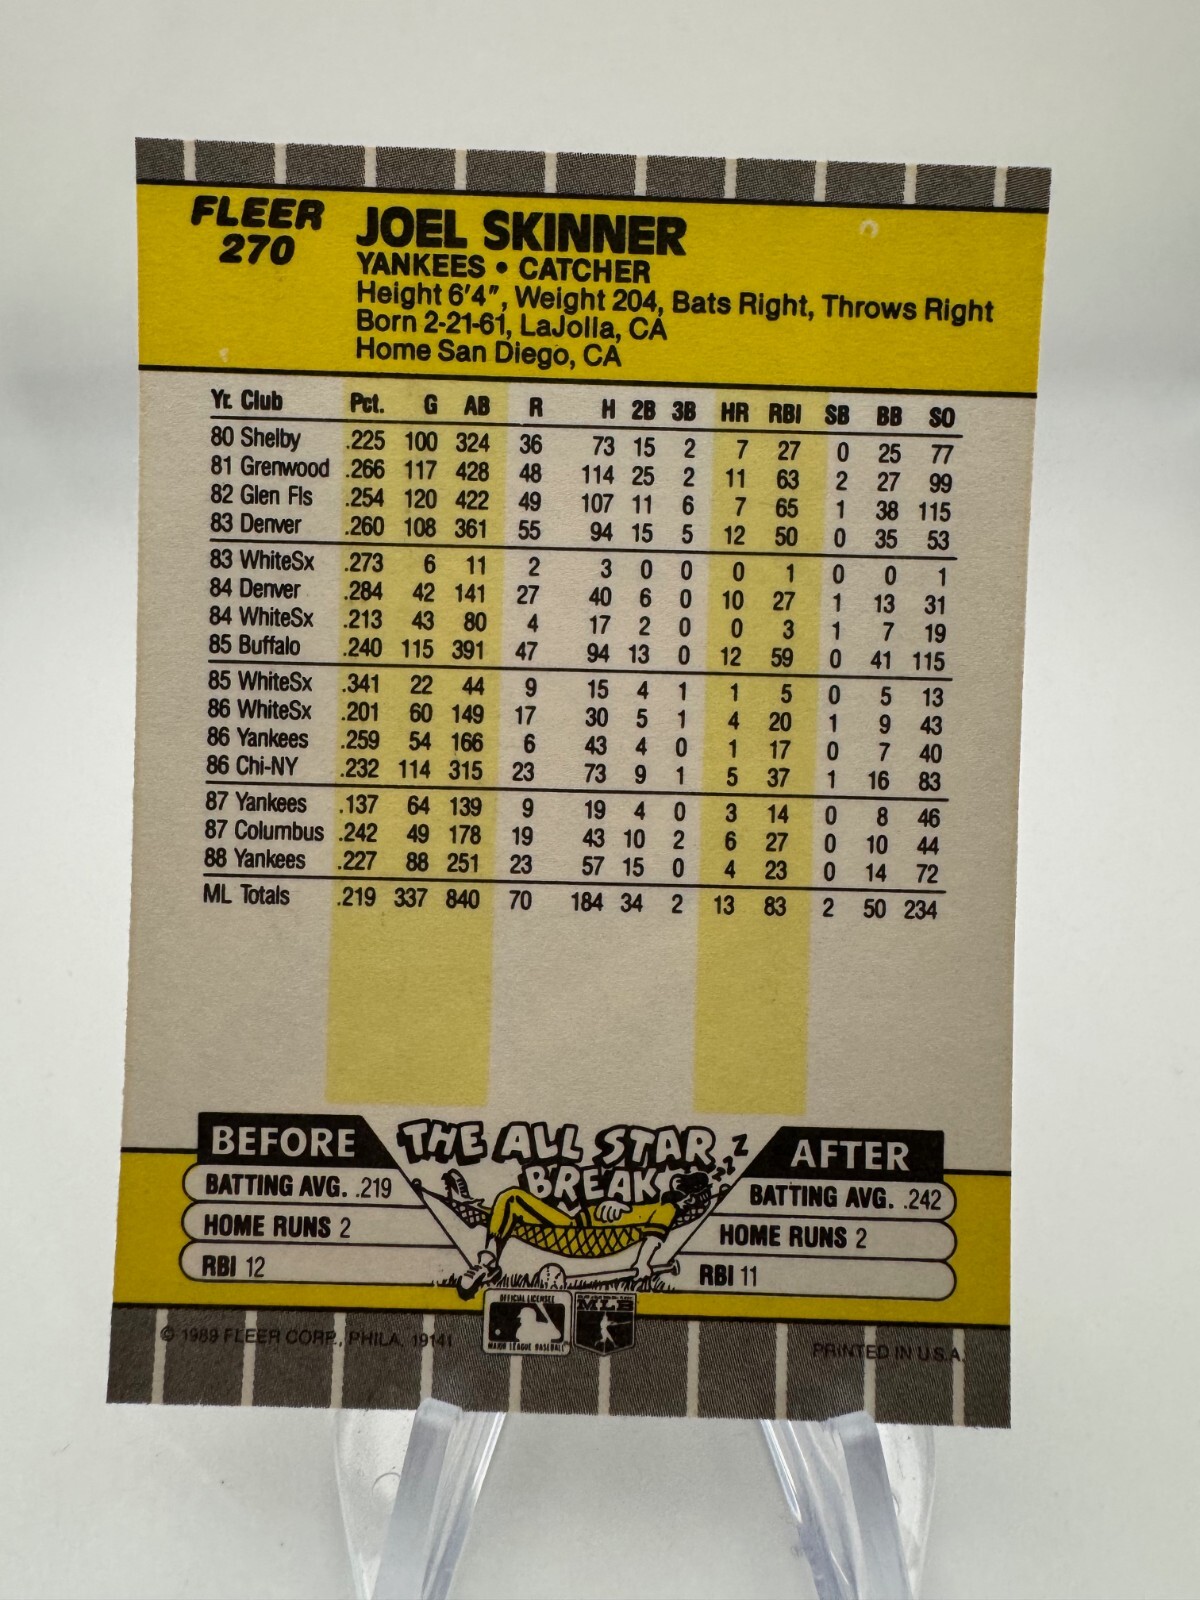 FLEER
270
JOEL SKINNER
YANKEES • CATCHER
Height 6'4", Weight 204, Bats Right, Throws Right
Born 2-21-61, LaJolla, CA
Home San Diego, CA
Yr. Club Pct. G AB R H 2B 3B HR RBI SB BB SO
80 Shelby .225 100 324 36 73 15 2 7 27 0 25 77
81 Grenwood .266 117 428 48 114 25 2 11 63 2 27 99
82 Glen Fls .254 120 422 49 107 11 6 7 65 1 38 115
83 Denver .260 108 361 55 94 15 5 12 50 0 35 53
83 WhiteSx .273 6 11 2 3 0 0 0 1 0 0 1
84 Denver .284 42 141 27 40 6 0 10 27 1 13 31
84 WhiteSx .213 43 80 4 17 2 0 0 3 1 7 19
85 Buffalo .240 115 391 47 94 13 0 12 59 0 41 115
85 WhiteSx .341 22 44 9 15 4 1 1 5 0 5 13
86 WhiteSx .201 60 149 17 30 5 1 4 20 1 9 43
86 Yankees .259 54 166 6 43 4 0 1 17 0 7 40
86 Chi-NY .232 114 315 23 73 9 1 5 37 1 16 83
87 Yankees .137 64 139 9 19 4 0 3 14 0 8 46
87 Columbus .242 49 178 19 43 10 2 6 27 0 10 44
88 Yankees .227 88 251 23 57 15 0 4 23 0 14 72
ML Totals .219 337 840 70 184 34 2 13 83 2 50 234
BEFORE
BATTING AVG. .219
HOME RUNS 2
RBI 12
THE ALL STAR
BREAK
Z Z Z Z
AFTER
BATTING AVG. .242
HOME RUNS 2
RBI 11
OFFICIAL LICENSEE
MAJOR LEAGUE BASEBALL
MLB
© 1989 FLEER CORP., PHILA. 19141
PRINTED IN U.S.A.